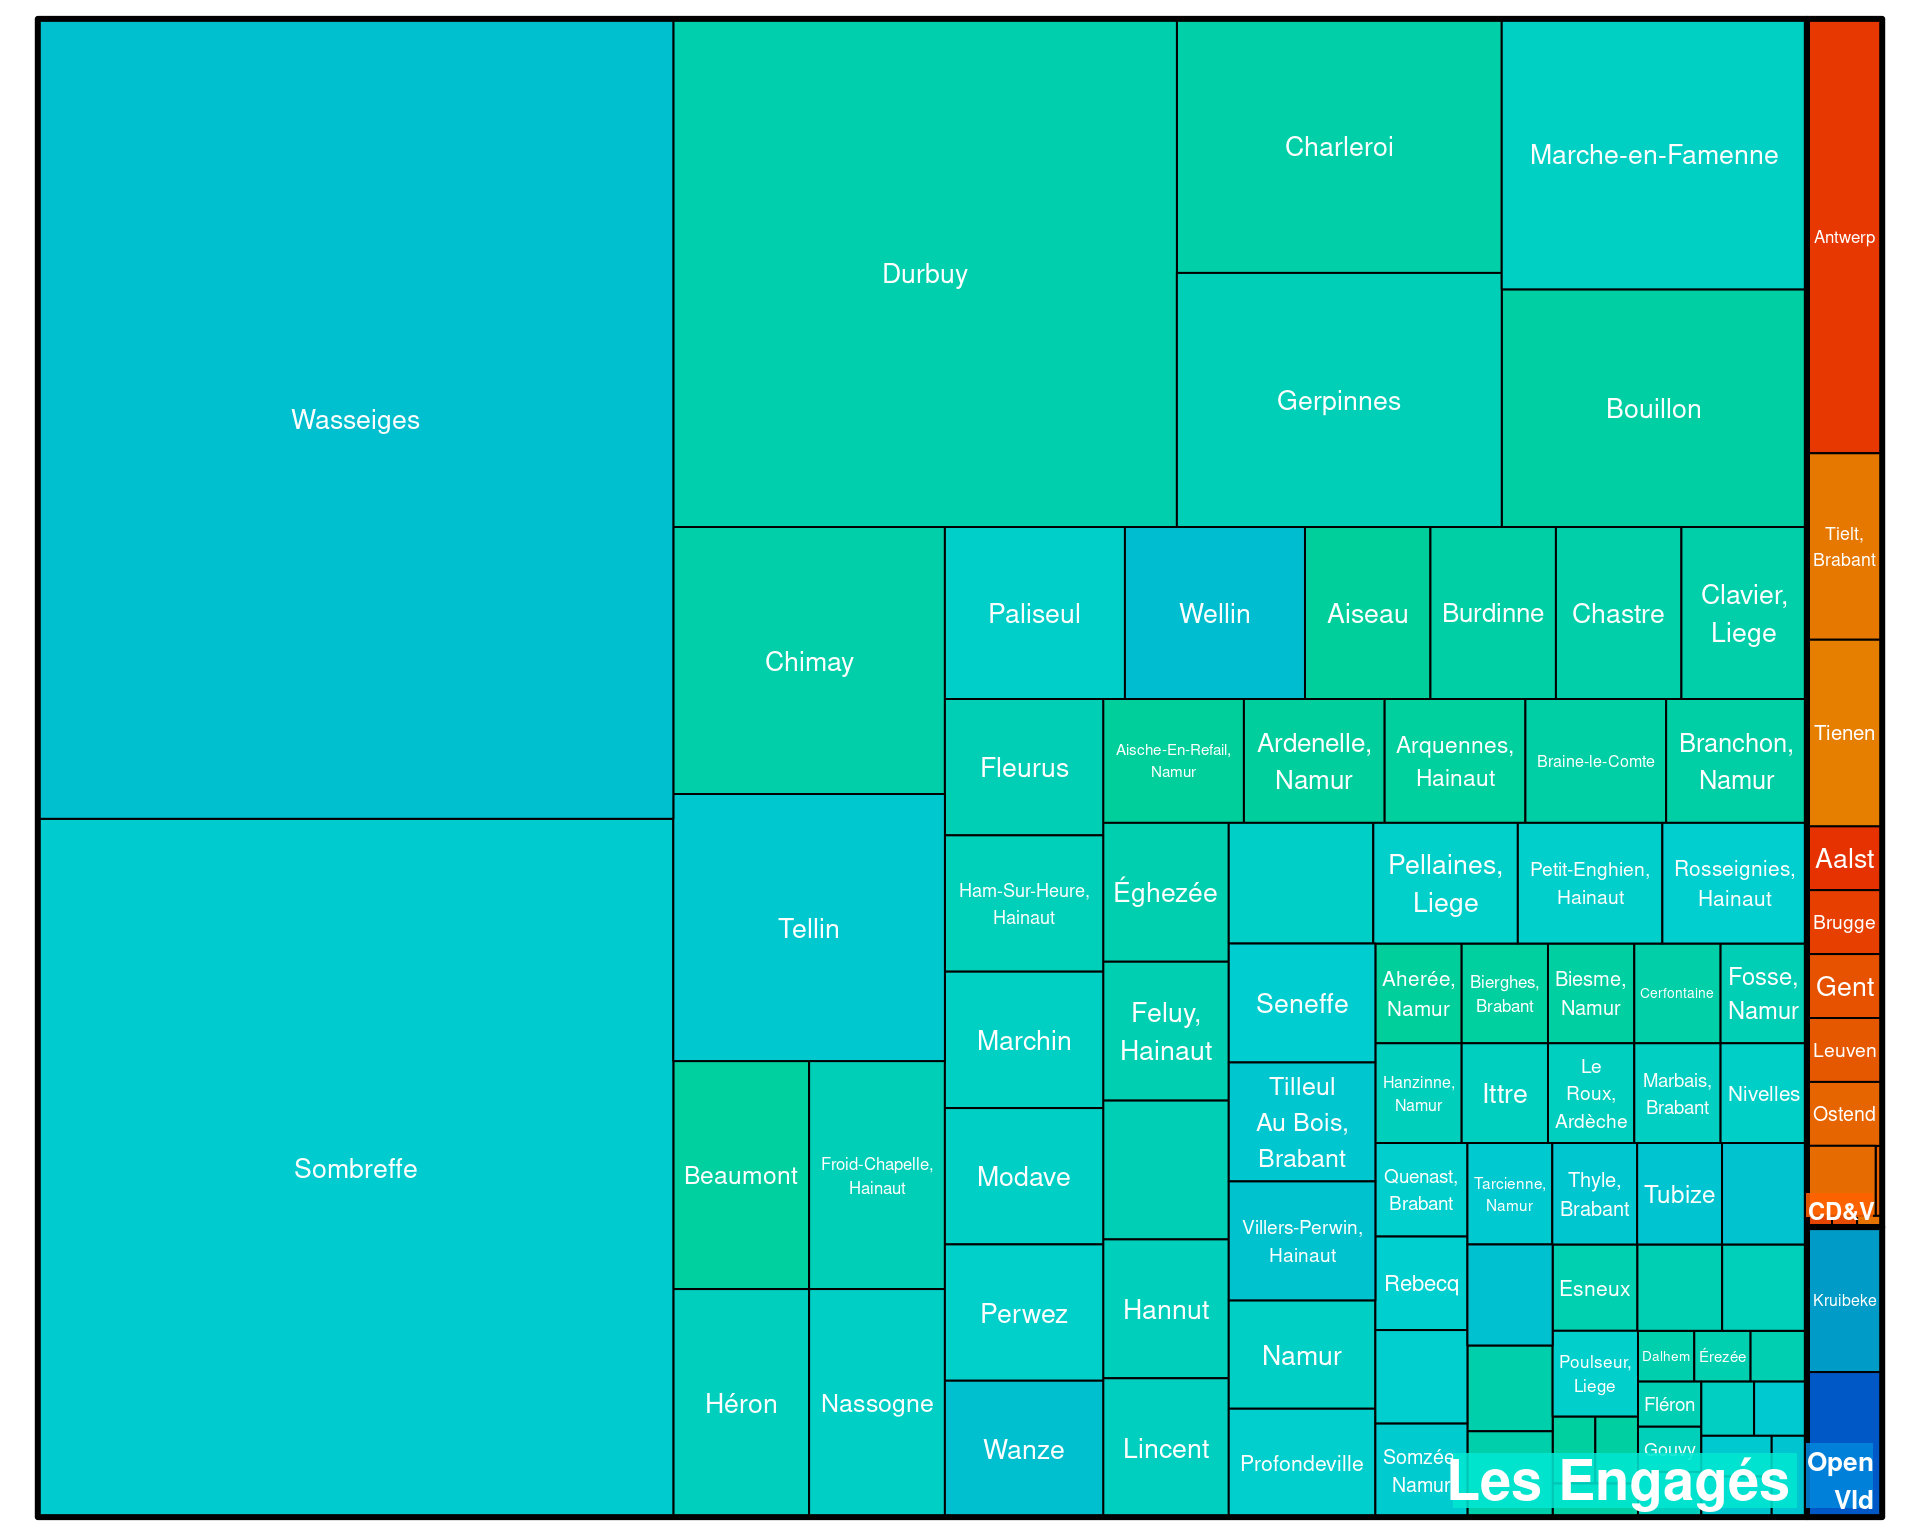 Wasseiges
Sombreffe
Durbuy
Charleroi
Gerpinnes
Marche-en-Famenne
Bouillon
Chimay
Tellin
Beaumont
Froid-Chapelle,
Hainaut
Héron
Nassogne
Paliseul
Wellin
Aiseau
Burdinne
Chastre
Clavier,
Liege
Fleurus
Ham-Sur-Heure,
Hainaut
Marchin
Modave
Perwez
Wanze
Aische-En-Refail,
Namur
Ardenelle,
Namur
Arquennes,
Hainaut
Braine-le-Comte
Branchon,
Namur
Éghezée
Feluy,
Hainaut
Hannut
Lincent
Pellaines,
Liege
Petit-Enghien,
Hainaut
Rosseignies,
Hainaut
Seneffe
Tilleul
Au Bois,
Brabant
Villers-Perwin,
Hainaut
Namur
Profondeville
Aherée,
Namur
Bierghes,
Brabant
Biesme,
Namur
Cerfontaine
Fosse,
Namur
Hanzinne,
Namur
Ittre
Le
Roux,
Ardèche
Marbais,
Brabant
Nivelles
Quenast,
Brabant
Rebecq
Somzée,
Namur
Tarcienne,
Namur
Thyle,
Brabant
Tubize
Esneux
Poulseur,
Liege
Dalhem
Érezée
Fléron
Gouvy
Les Engagés
Antwerp
Tielt,
Brabant
Tienen
Aalst
Brugge
Gent
Leuven
Ostend
CD&V
Kruibeke
Open
Vld